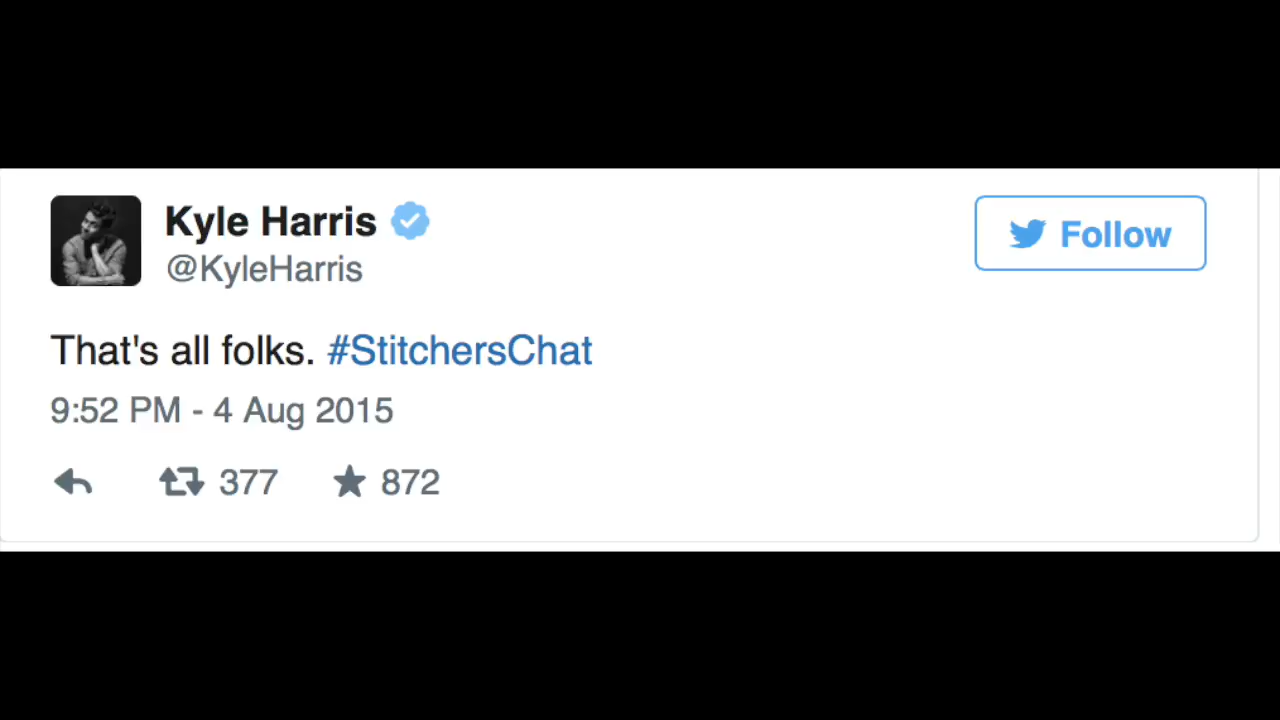 Kyle Harris
@KyleHarris
Follow
That's all folks. #StitchersChat
9:52 PM - 4 Aug 2015
377 872